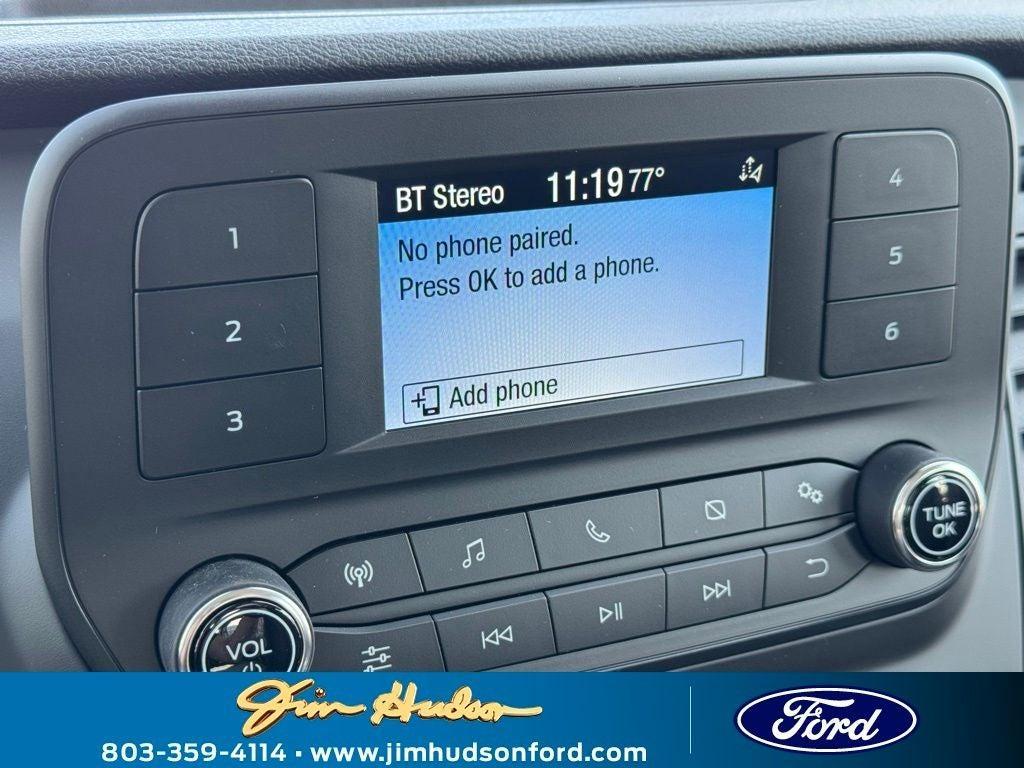 BT Stereo 11:19 77°
No phone paired.
Press OK to add a phone.
Add phone
1
2
3
4
5
6
TUNE
OK
VOL
Jim Hudson
803-359-4114 • www.jimhudsonford.com
Ford